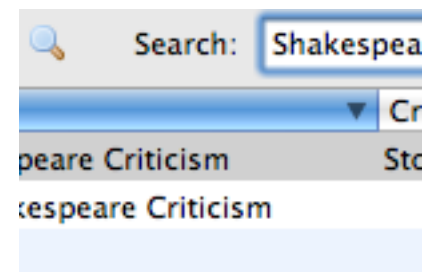 Search: Shakespea
Cr
peare Criticism Sto
kespeare Criticism